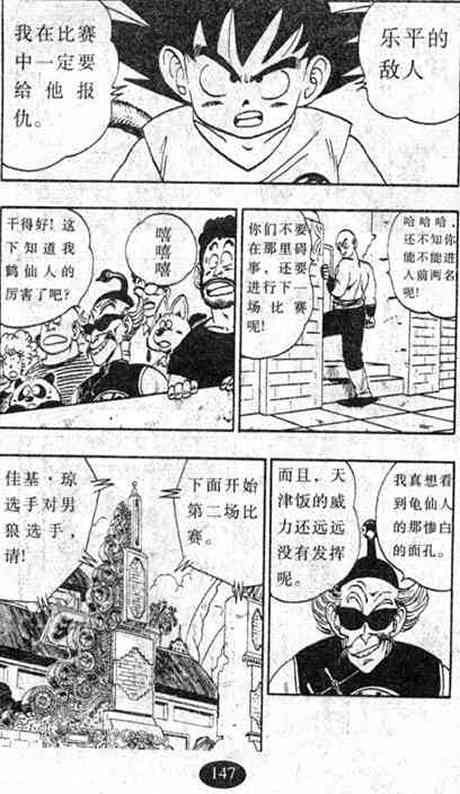 乐平的
敌人
我在比赛
中一定要
给他报
仇。
哈哈哈,
还不知你
能不能进
入前两名
呢!
你们不要
在那里碍
事,还要
进行下一
场比赛
呢!
嘻
嘻
嘻
干得好!这
下知道我
鹤仙人的
厉害了吧?
我真想看
到龟仙人
的那惨白
的面孔。
而且,天
津饭的威
力还远远
没有发挥
呢。
下面开始
第二场比
赛。
佳基·琼
选手对男
狼选手,
请!
147